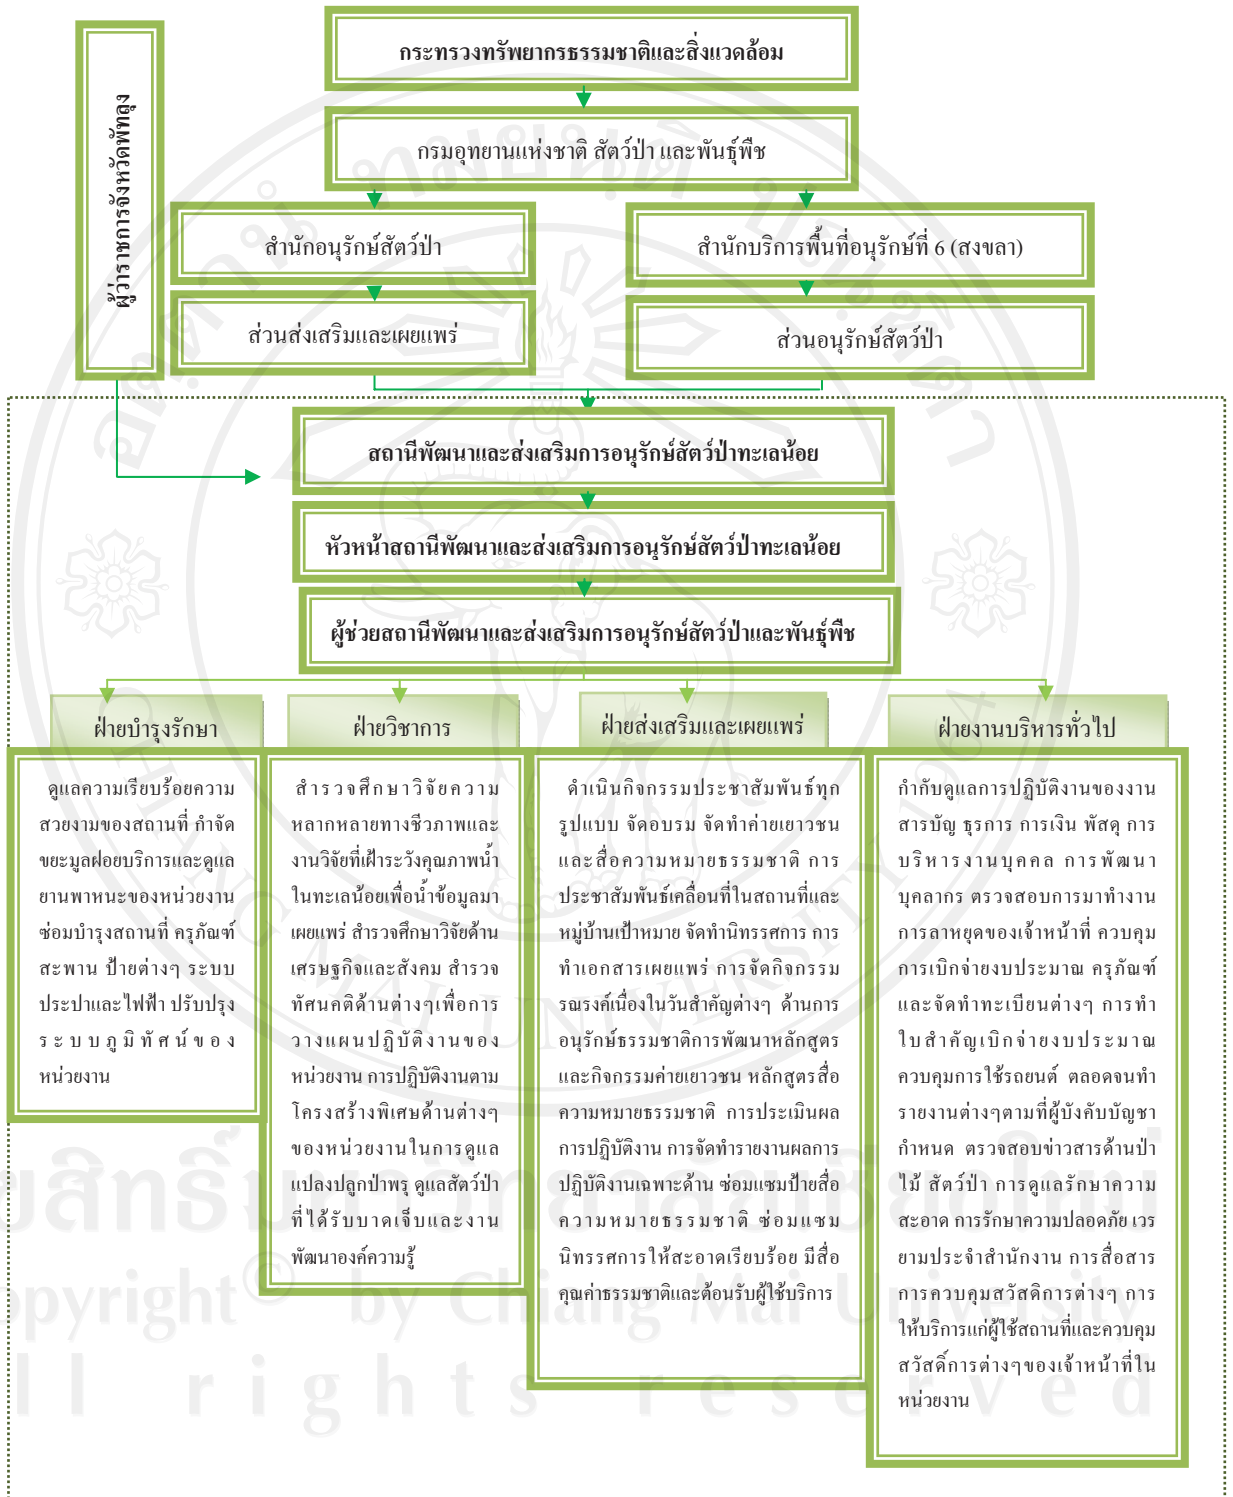 กระทรวงทรัพยากรธรรมชาติและสิ่งแวดล้อม
ผู้ว่าราชการจังหวัดพัทลุง
กรมอุทยานแห่งชาติ สัตว์ป่า และพันธุ์พืช
สำนักอนุรักษ์สัตว์ป่า
สำนักบริการพื้นที่อนุรักษ์ที่ 6 (สงขลา)
ส่วนส่งเสริมและเผยแพร่
ส่วนอนุรักษ์สัตว์ป่า
สถานีพัฒนาและส่งเสริมการอนุรักษ์สัตว์ป่าทะเลน้อย
หัวหน้าสถานีพัฒนาและส่งเสริมการอนุรักษ์สัตว์ป่าทะเลน้อย
ผู้ช่วยสถานีพัฒนาและส่งเสริมการอนุรักษ์สัตว์ป่าและพันธุ์พืช
ฝ่ายบำรุงรักษา
ดูแลความเรียบร้อยความ
สวยงามของสถานที่ กำจัด
ขยะมูลฝอยบริการและดูแล
ยานพาหนะของหน่วยงาน
ซ่อมบำรุงสถานที่ ครุภัณฑ์
สะพาน ป้ายต่างๆ ระบบ
ประปาและไฟฟ้า ปรับปรุง
ระบบภูมิทัศน์ของ
หน่วยงาน
ฝ่ายวิชาการ
สำรวจศึกษาวิจัยความ
หลากหลายทางชีวภาพและ
งานวิจัยที่เฝ้าระวังคุณภาพน้ำ
ในทะเลน้อยเพื่อน้ำข้อมูลมา
เผยแพร่ สำรวจศึกษาวิจัยด้าน
เศรษฐกิจและสังคม สำรวจ
ทัศนคติด้านต่างๆเพื่อการ
วางแผนปฏิบัติงานของ
หน่วยงาน การปฏิบัติงานตาม
โครงสร้างพิเศษด้านต่างๆ
ของหน่วยงานในการดูแล
แปลงปลูกป่าพรุ ดูแลสัตว์ป่า
ที่ได้รับบาดเจ็บและงาน
พัฒนาองค์ความรู้
ฝ่ายส่งเสริมและเผยแพร่
ดำเนินกิจกรรมประชาสัมพันธ์ทุก
รูปแบบ จัดอบรม จัดทำค่ายเยาวชน
และสื่อความหมายธรรมชาติ การ
ประชาสัมพันธ์เคลื่อนที่ในสถานที่และ
หมู่บ้านเป้าหมาย จัดทำนิทรรศการ การ
ทำเอกสารเผยแพร่ การจัดกิจกรรม
รณรงค์เนื่องในวันสำคัญต่างๆ ด้านการ
อนุรักษ์ธรรมชาติการพัฒนาหลักสูตร
และกิจกรรมค่ายเยาวชน หลักสูตรสื่อ
ความหมายธรรมชาติ การประเมินผล
การปฏิบัติงาน การจัดทำรายงานผลการ
ปฏิบัติงานเฉพาะด้าน ซ่อมแซมป้ายสื่อ
ความหมายธรรมชาติ ซ่อมแซม
นิทรรศการให้สะอาดเรียบร้อย มีสื่อ
คุณค่าธรรมชาติและต้อนรับผู้ใช้บริการ
ฝ่ายงานบริหารทั่วไป
กำกับดูแลการปฏิบัติงานของงาน
สารบัญ ธุรการ การเงิน พัสดุ การ
บริหารงานบุคคล การพัฒนา
บุคลากร ตรวจสอบการมาทำงาน
การลาหยุดของเจ้าหน้าที่ ควบคุม
การเบิกจ่ายงบประมาณ ครุภัณฑ์
และจัดทำทะเบียนต่างๆ การทำ
ใบสำคัญเบิกจ่ายงบประมาณ
ควบคุมการใช้รถยนต์ ตลอดจนทำ
รายงานต่างๆตามที่ผู้บังคับบัญชา
กำหนด ตรวจสอบข่าวสารด้านป่า
ไม้ สัตว์ป่า การดูแลรักษาความ
สะอาด การรักษาความปลอดภัย เวร
ยามประจำสำนักงาน การสื่อสาร
การควบคุมสวัสดิการต่างๆ การ
ให้บริการแก่ผู้ใช้สถานที่และควบคุม
สวัสดิ์การต่างๆของเจ้าหน้าที่ใน
หน่วยงาน
CHIANG MAI UNIVERSITY 1964
opyright © by Chiang Mai University
ll rights reserved